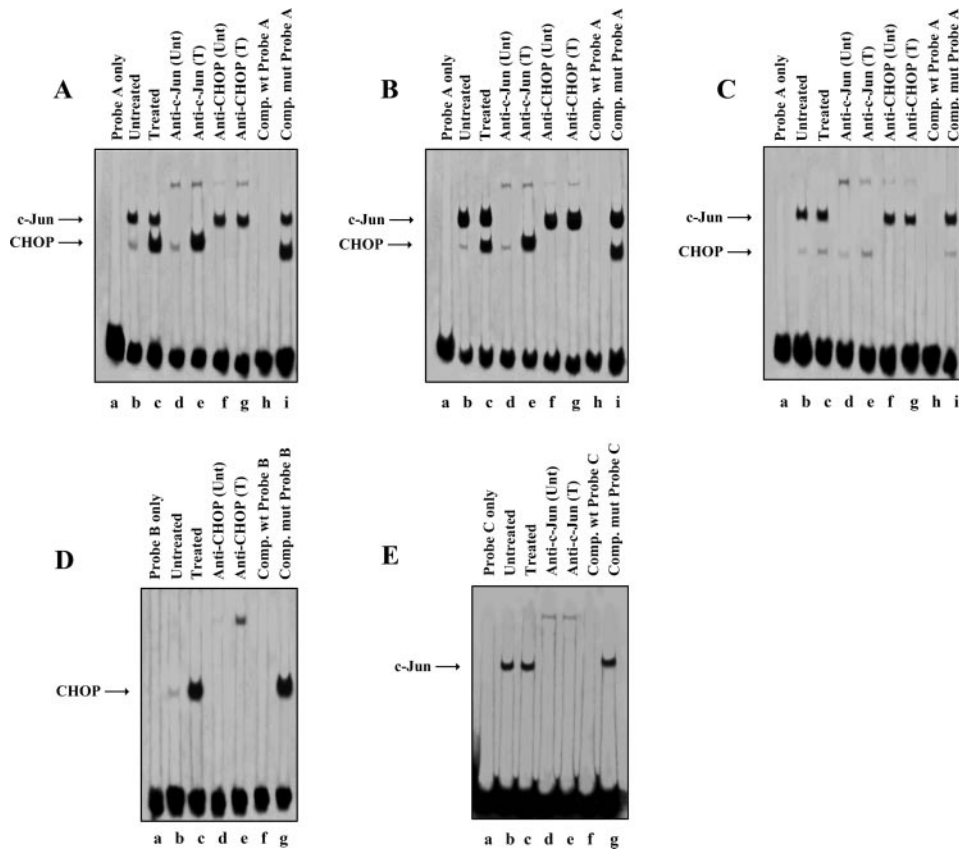 A
Probe A only
Untreated
Treated
Anti-c-Jun (Unt)
Anti-c-Jun (T)
Anti-CHOP (Unt)
Anti-CHOP (T)
Comp. wt Probe A
Comp. mut Probe A
c-Jun
CHOP
a b c d e f g h i
B
Probe A only
Untreated
Treated
Anti-c-Jun (Unt)
Anti-c-Jun (T)
Anti-CHOP (Unt)
Anti-CHOP (T)
Comp. wt Probe A
Comp. mut Probe A
c-Jun
CHOP
a b c d e f g h i
C
Probe A only
Untreated
Treated
Anti-c-Jun (Unt)
Anti-c-Jun (T)
Anti-CHOP (Unt)
Anti-CHOP (T)
Comp. wt Probe A
Comp. mut Probe A
c-Jun
CHOP
a b c d e f g h i
D
Probe B only
Untreated
Treated
Anti-CHOP (Unt)
Anti-CHOP (T)
Comp. wt Probe B
Comp. mut Probe B
CHOP
a b c d e f g
E
Probe C only
Untreated
Treated
Anti-c-Jun (Unt)
Anti-c-Jun (T)
Comp. wt Probe C
Comp. mut Probe C
c-Jun
a b c d e f g